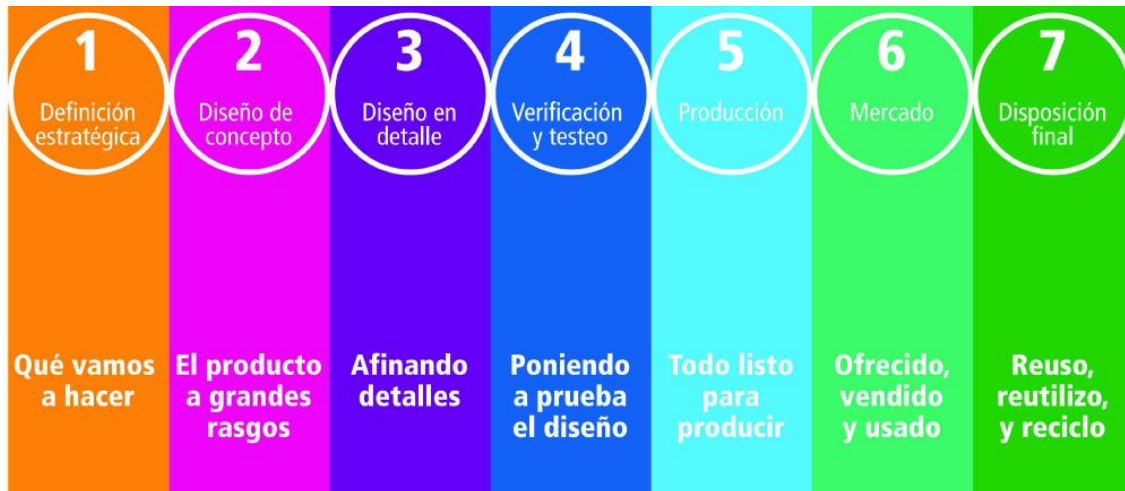 1
Definición
estratégica
Qué vamos
a hacer
2
Diseño de
concepto
El producto
a grandes
rasgos
3
Diseño en
detalle
Afinando
detalles
4
Verificación
y testeo
Poniendo
a prueba
el diseño
5
Producción
Todo listo
para
producir
6
Mercado
Ofrecido,
vendido
y usado
7
Disposición
final
Reuso,
reutilizo,
y reciclo